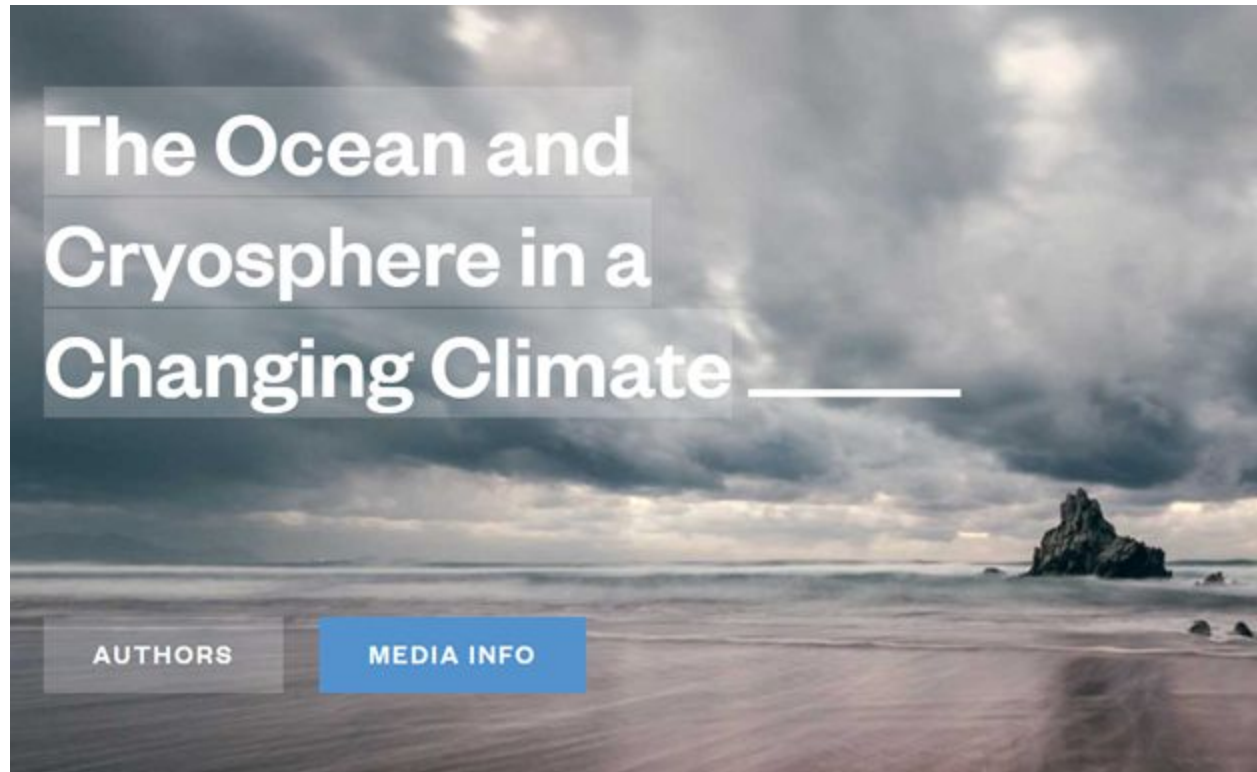 The Ocean and
Cryosphere in a
Changing Climate
AUTHORS
MEDIA INFO